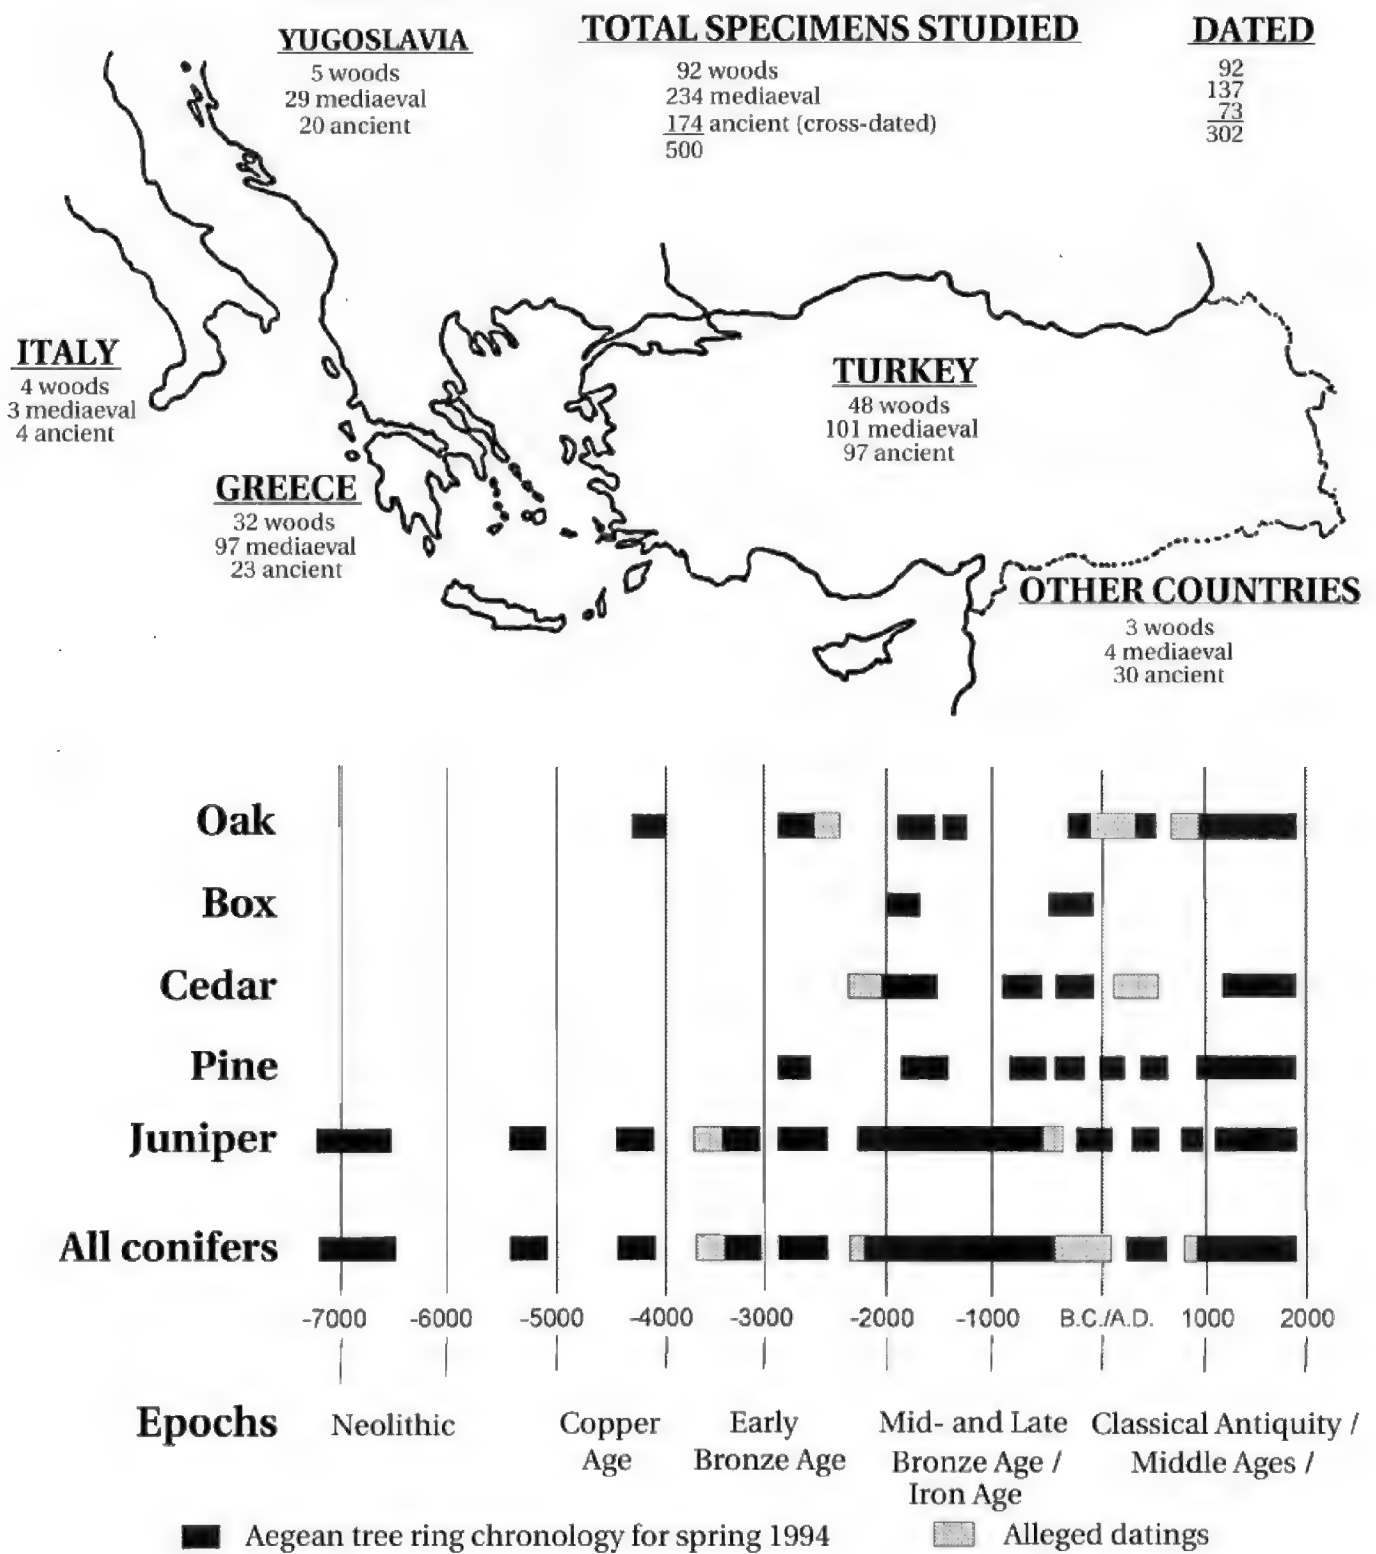 YUGOSLAVIA
5 woods
29 mediaeval
20 ancient
TOTAL SPECIMENS STUDIED
92 woods
234 mediaeval
174 ancient (cross-dated)
500
DATED
92
137
73
302
ITALY
4 woods
3 mediaeval
4 ancient
GREECE
32 woods
97 mediaeval
23 ancient
TURKEY
48 woods
101 mediaeval
97 ancient
OTHER COUNTRIES
3 woods
4 mediaeval
30 ancient
Oak
Box
Cedar
Pine
Juniper
All conifers
-7000 -6000 -5000 -4000 -3000 -2000 -1000 B.C./A.D. 1000 2000
Epochs
Neolithic
Copper
Age
Early
Bronze Age
Mid- and Late
Bronze Age /
Iron Age
Classical Antiquity /
Middle Ages /
Aegean tree ring chronology for spring 1994
Alleged datings